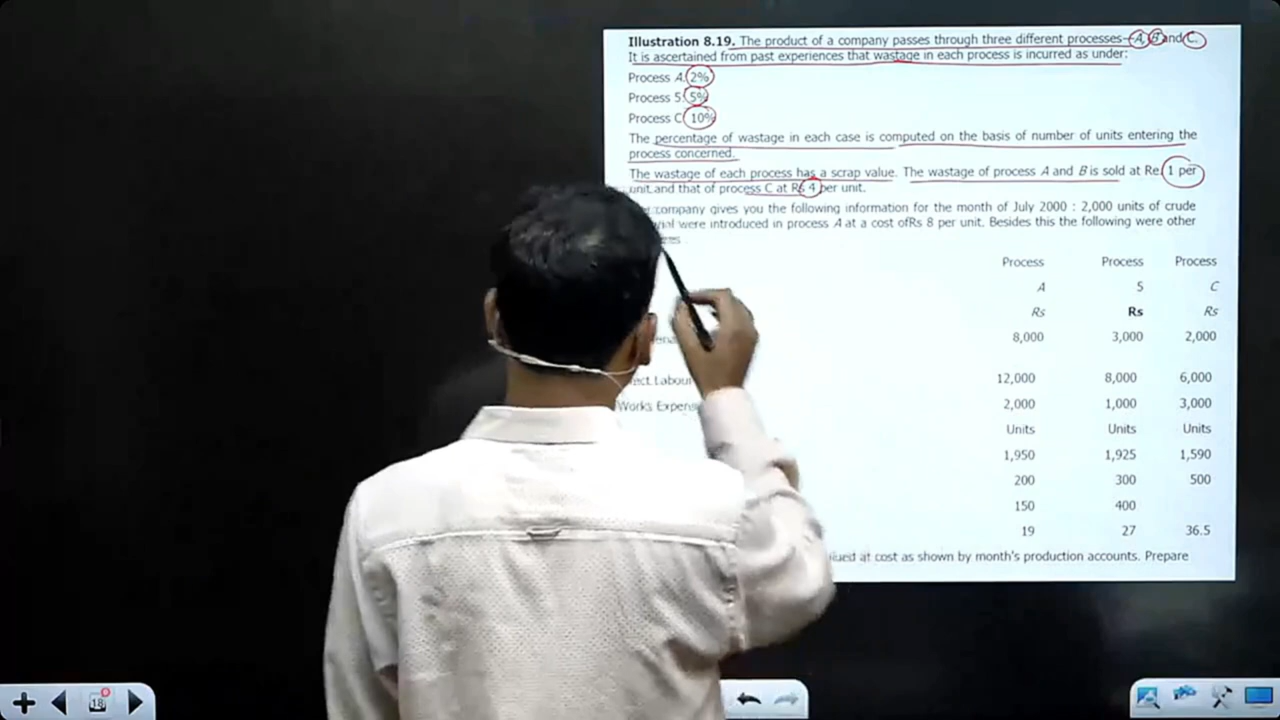 Illustration 8.19. The product of a company passes through three different processes—A, B and C.
It is ascertained from past experiences that wastage in each process is incurred as under:
Process A. 2%
Process 5. 5%
Process C 10%
The percentage of wastage in each case is computed on the basis of number of units entering the
process concerned.
The wastage of each process has a scrap value. The wastage of process A and B is sold at Re. 1 per
unit and that of process C at Rs 4 per unit.
company gives you the following information for the month of July 2000 : 2,000 units of crude
were introduced in process A at a cost ofRs 8 per unit. Besides this the following were other
Process Process Process
A 5 C
Rs Rs Rs
8,000 3,000 2,000
Labour 12,000 8,000 6,000
Works 2,000 1,000 3,000
Units Units Units
1,950 1,925 1,590
200 300 500
150 400
19 27 36.5
at cost as shown by month's production accounts. Prepare
18